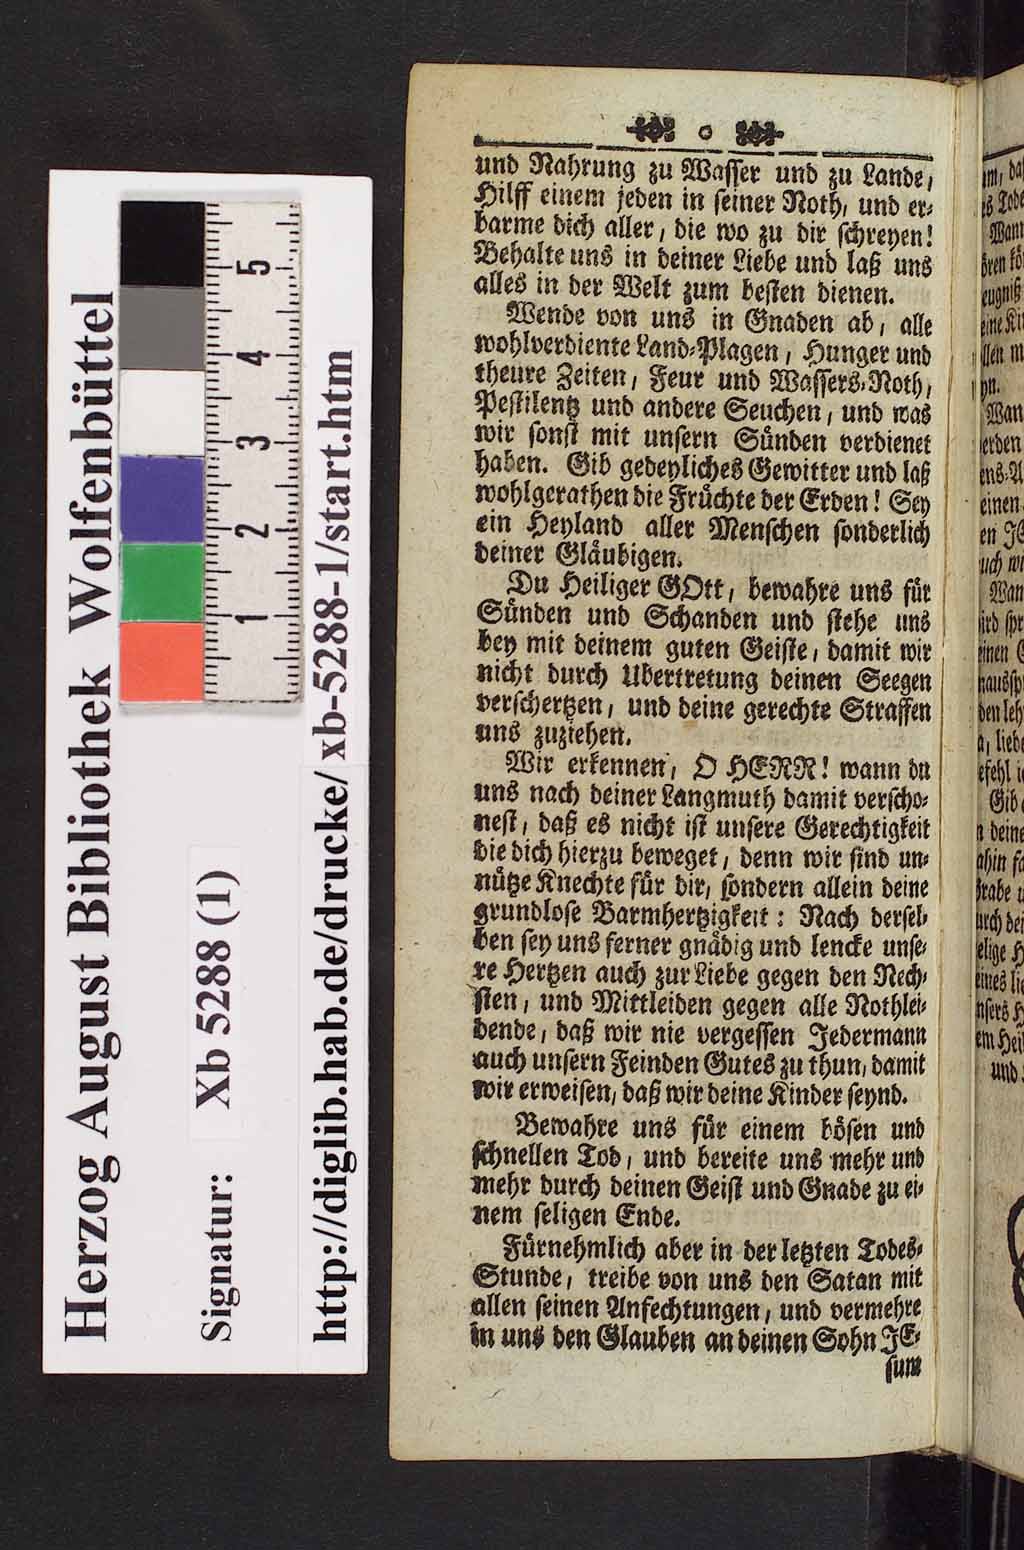 Herzog August Bibliothek Wolfenbüttel
Signatur: Xb 5288 (1)
http://diglib.hab.de/drucke/ xb-5288-1/start.htm
1 2 3 4 5
und Nahrung zu Wasser und zu Lande,
Hilff einem jeden in seiner Noth, und er-
barme dich aller, die wo zu dir schreyen!
Behalte uns in deiner Liebe und laß uns
alles in der Welt zum besten dienen.
Wende von uns in Gnaden ab, alle
wohlverdiente Land-Plagen, Hunger und
theure Zeiten, Feur und Wassers-Noth,
Pestilentz und andere Seuchen, und was
wir sonst mit unsern Sünden verdienet
haben. Gib gedeyliches Gewitter und laß
wohlgerathen die Früchte der Erden! Sey
ein Heyland aller Menschen sonderlich
deiner Gläubigen.
Du Heiliger GOtt, bewahre uns für
Sünden und Schanden und stehe uns
bey mit deinem guten Geiste, damit wir
nicht durch Ubertretung deinen Seegen
verschertzen, und deine gerechte Straffen
uns zuziehen.
Wir erkennen, O HERR! wann du
uns nach deiner Langmuth damit verscho-
nest, daß es nicht ist unsere Gerechtigkeit
die dich hierzu beweget, denn wir sind un-
nütze Knechte für dir, sondern allein deine
grundlose Barmhertzigkeit: Nach dersel-
ben sey uns ferner gnädig und lencke unse-
re Hertzen auch zur Liebe gegen den Nech-
sten, und Mittleiden gegen alle Nothlei-
dende, daß wir nie vergessen Jedermann
auch unsern Feinden Gutes zu thun, damit
wir erweisen, daß wir deine Kinder seynd.
Bewahre uns für einem bösen und
schnellen Tod, und bereite uns mehr und
mehr durch deinen Geist und Gnade zu ei-
nem seligen Ende.
Fürnehmlich aber in der letzten Todes-
Stunde, treibe von uns den Satan mit
allen seinen Anfechtungen, und vermehre
in uns den Glauben an deinen Sohn JE-
sum